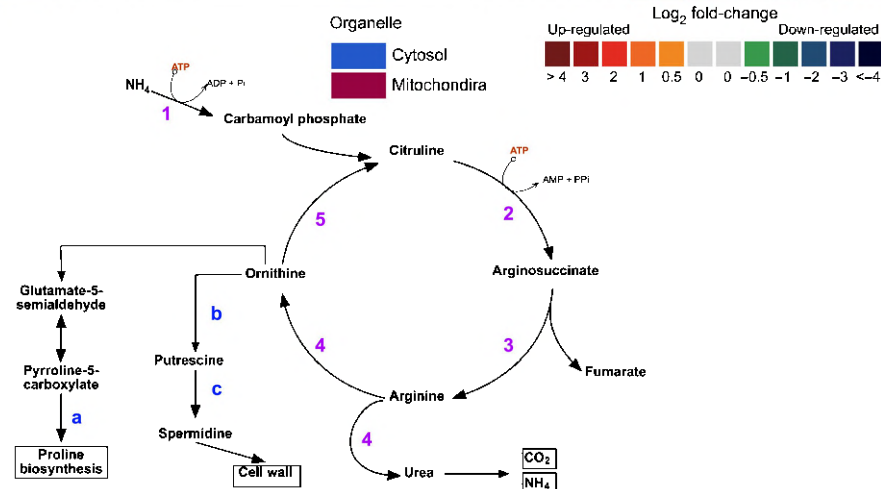 Organelle
Cytosol
Mitochondira
Log2 fold-change
Up-regulated Down-regulated
> 4 3 2 1 0.5 0 0 –0.5 –1 –2 –3 <–4
ATP
NH4 ADP + Pi
1
Carbamoyl phosphate
Citruline
ATP
AMP + PPi
5 2
Ornithine Arginosuccinate
Glutamate-5-
semialdehyde
b
4 3
Putrescine
Pyrroline-5-
carboxylate
Fumarate
c
Arginine
a
Spermidine
4
Proline
biosynthesis
Cell wall
Urea
CO2
NH4